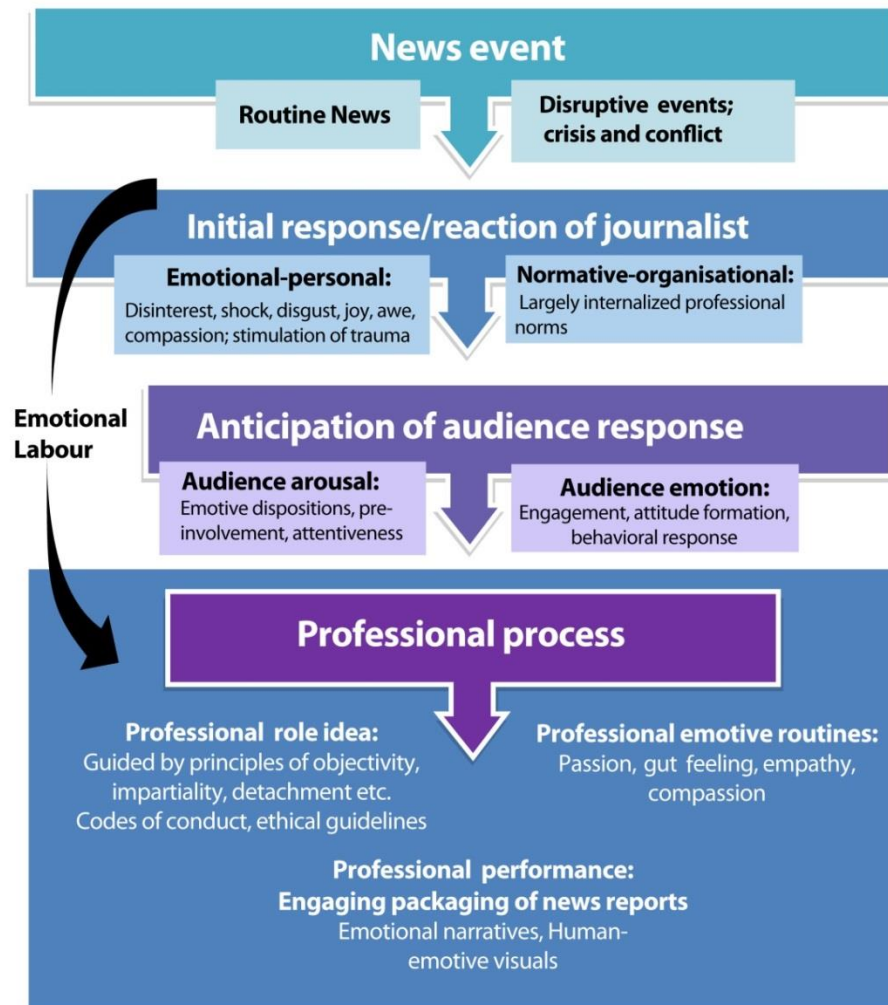 News event
Routine News
Disruptive events;
crisis and conflict
Initial response/reaction of journalist
Emotional-personal:
Disinterest, shock, disgust, joy, awe,
compassion; stimulation of trauma
Normative-organisational:
Largely internalized professional
norms
Emotional
Labour
Anticipation of audience response
Audience arousal:
Emotive dispositions, pre-
involvement, attentiveness
Audience emotion:
Engagement, attitude formation,
behavioral response
Professional process
Professional role idea:
Guided by principles of objectivity,
impartiality, detachment etc.
Codes of conduct, ethical guidelines
Professional emotive routines:
Passion, gut feeling, empathy,
compassion
Professional performance:
Engaging packaging of news reports
Emotional narratives, Human-
emotive visuals